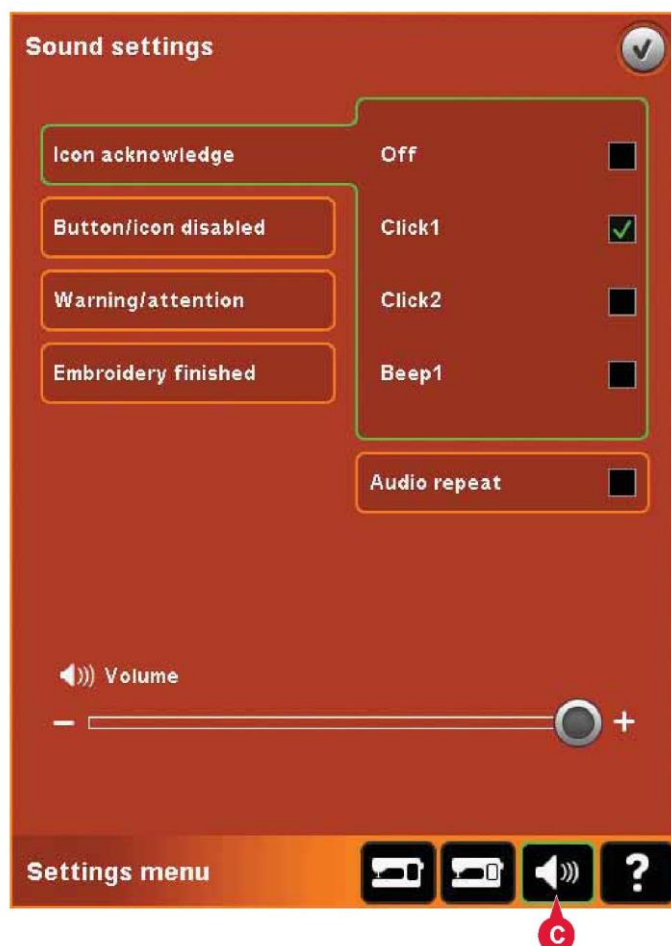 Sound settings
Icon acknowledge
Off
Button/icon disabled
Click1
Warning/attention
Click2
Embroidery finished
Beep1
Audio repeat
Volume
- +
Settings menu
?
C